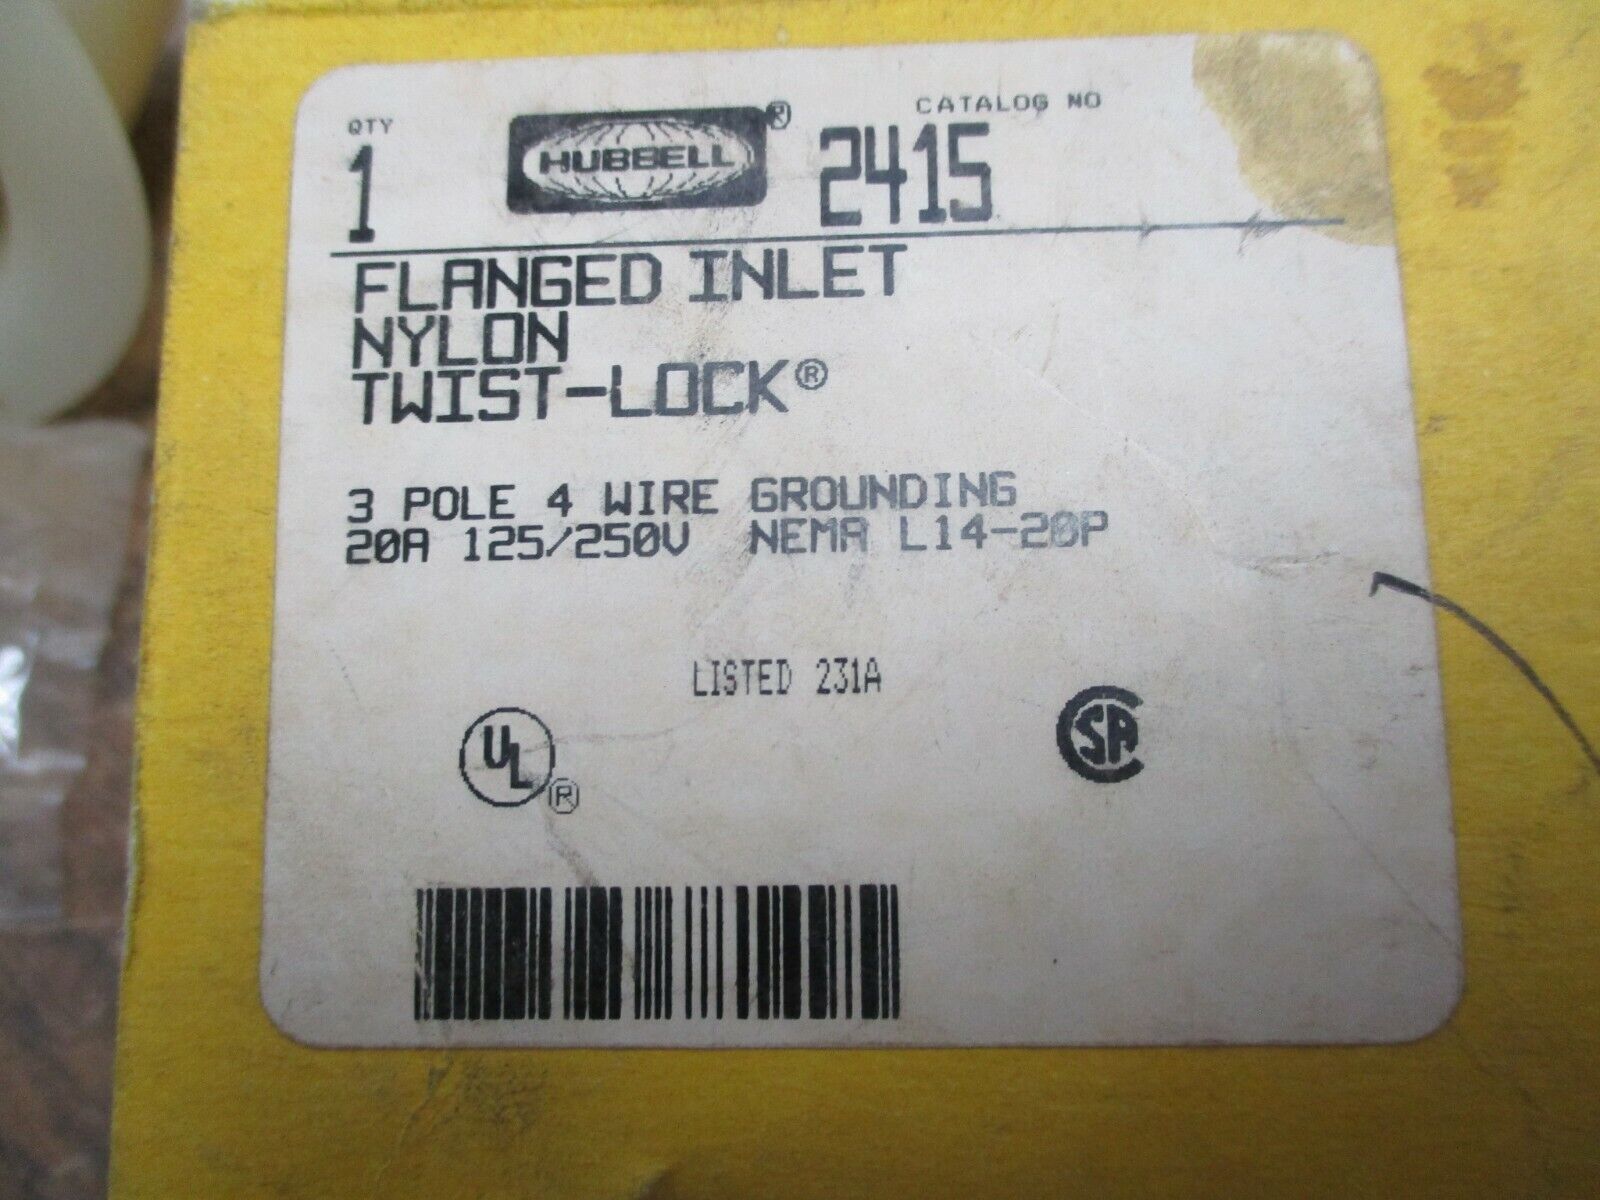 QTY
1
HUBBELL®
CATALOG NO
2415
FLANGED INLET
NYLON
TWIST-LOCK®
3 POLE 4 WIRE GROUNDING
20A 125/250V NEMA L14-20P
LISTED 231A
UL®
CSA